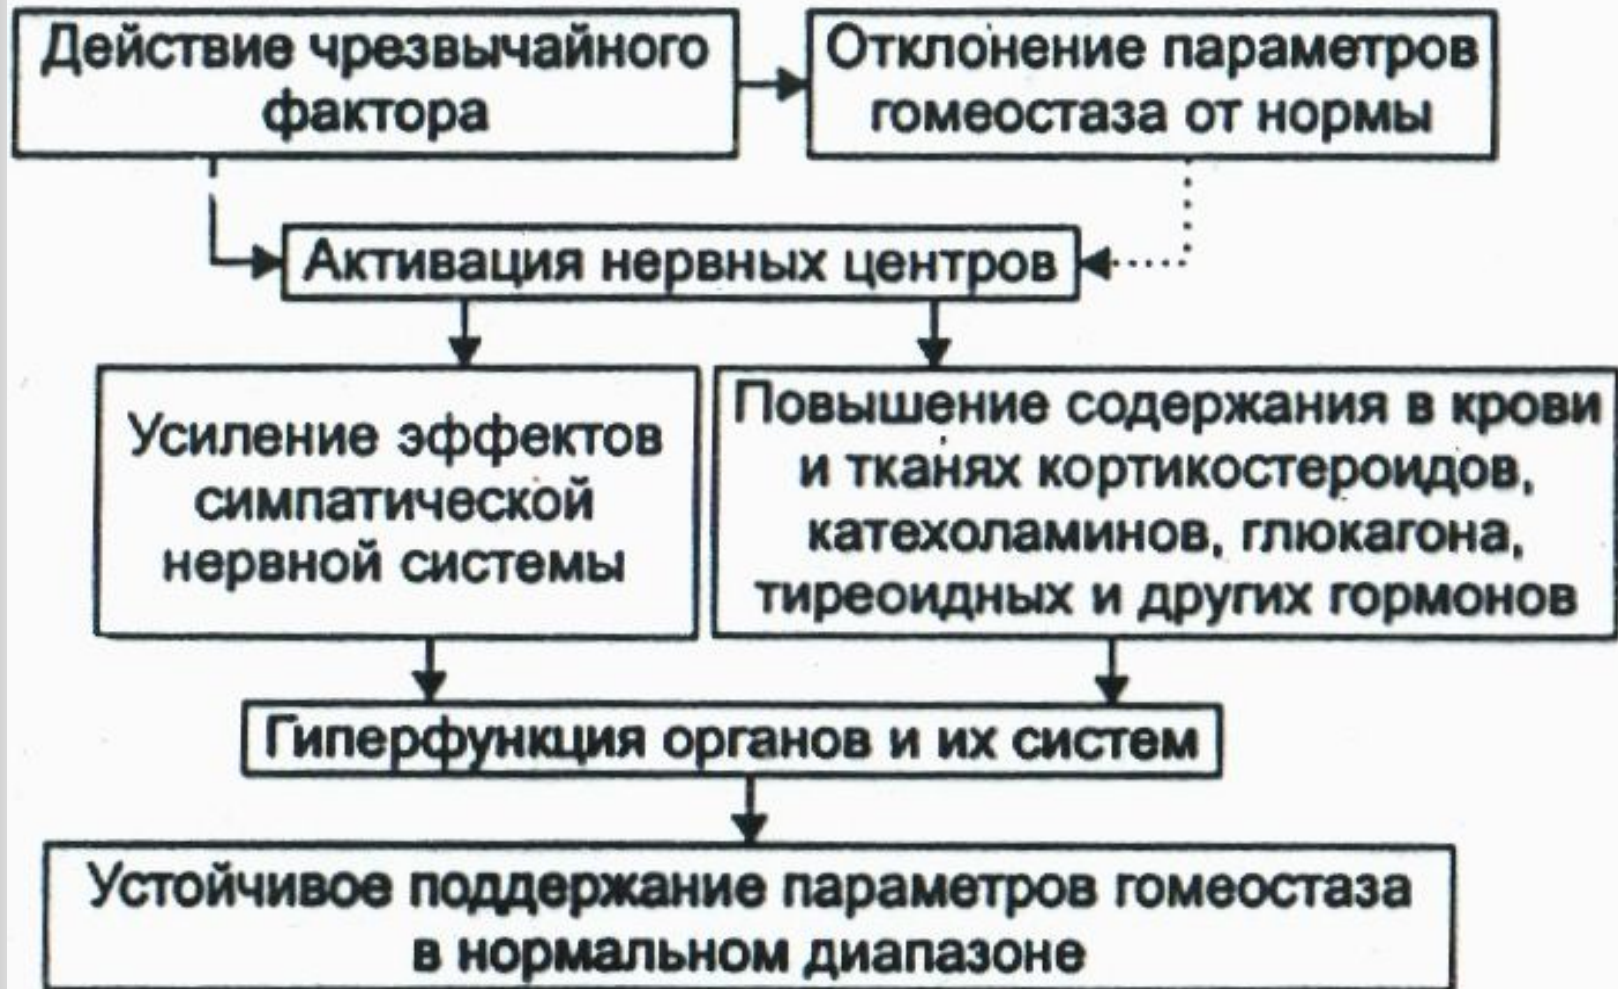 Действие чрезвычайного
фактора
Отклонение параметров
гомеостаза от нормы
Активация нервных центров
Усиление эффектов
симпатической
нервной системы
Повышение содержания в крови
и тканях кортикостероидов,
катехоламинов, глюкагона,
тиреоидных и других гормонов
Гиперфункция органов и их систем
Устойчивое поддержание параметров гомеостаза
в нормальном диапазоне